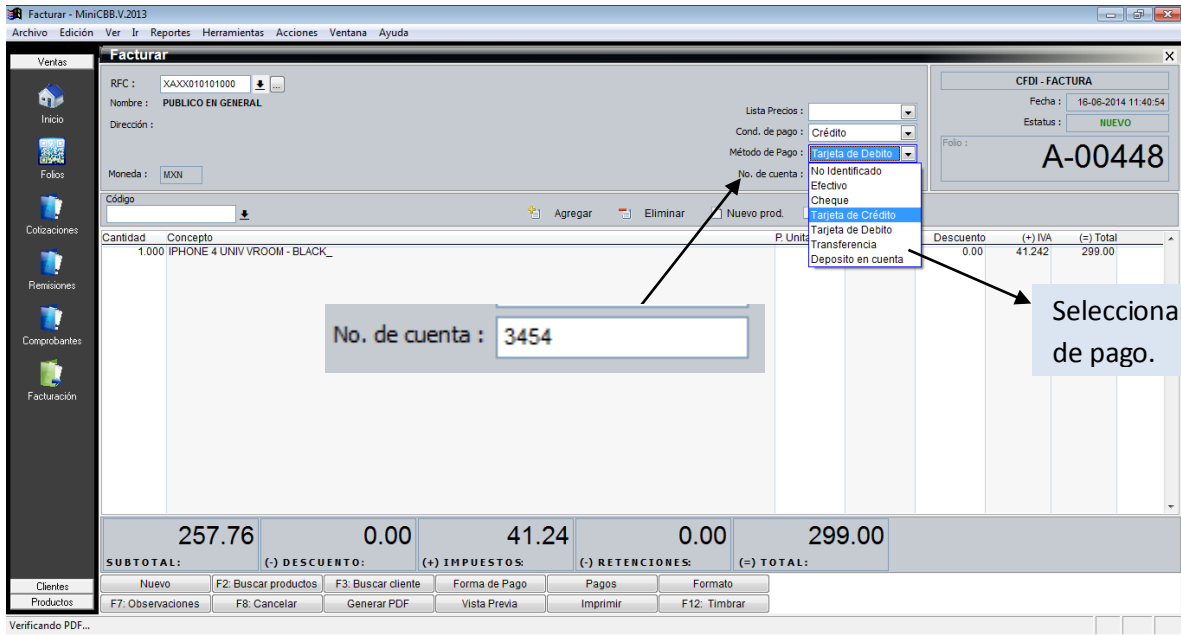 Facturar - MiniCBB.V.2013
Archivo Edición Ver Ir Reportes Herramientas Acciones Ventana Ayuda
Ventas
Inicio
Folios
Cotizaciones
Remisiones
Comprobantes
Facturación
Clientes
Productos
Facturar
RFC : XAXX010101000 ...
Nombre : PUBLICO EN GENERAL
Dirección :
Moneda : MXN
Lista Precios :
Cond. de pago : Crédito
Método de Pago : Tarjeta de Debito
No. de cuenta :
No Identificado
Efectivo
Cheque
Tarjeta de Crédito
Tarjeta de Debito
Transferencia
Deposito en cuenta
CFDI - FACTURA
Fecha : 16-06-2014 11:40:54
Estatus : NUEVO
Folio :
A-00448
Código
Agregar Eliminar Nuevo prod.
Cantidad Concepto P. Unita Descuento (+) IVA (=) Total
1.000 IPHONE 4 UNIV VROOM - BLACK_ 0.00 41.242 299.00
No. de cuenta : 3454
Selecciona
de pago.
257.76 0.00 41.24 0.00 299.00
SUBTOTAL: (-) DESCUENTO: (+) IMPUESTOS: (-) RETENCIONES: (=) TOTAL:
Nuevo F2: Buscar productos F3: Buscar cliente Forma de Pago Pagos Formato
F7: Observaciones F8: Cancelar Generar PDF Vista Previa Imprimir F12: Timbrar
Verificando PDF...